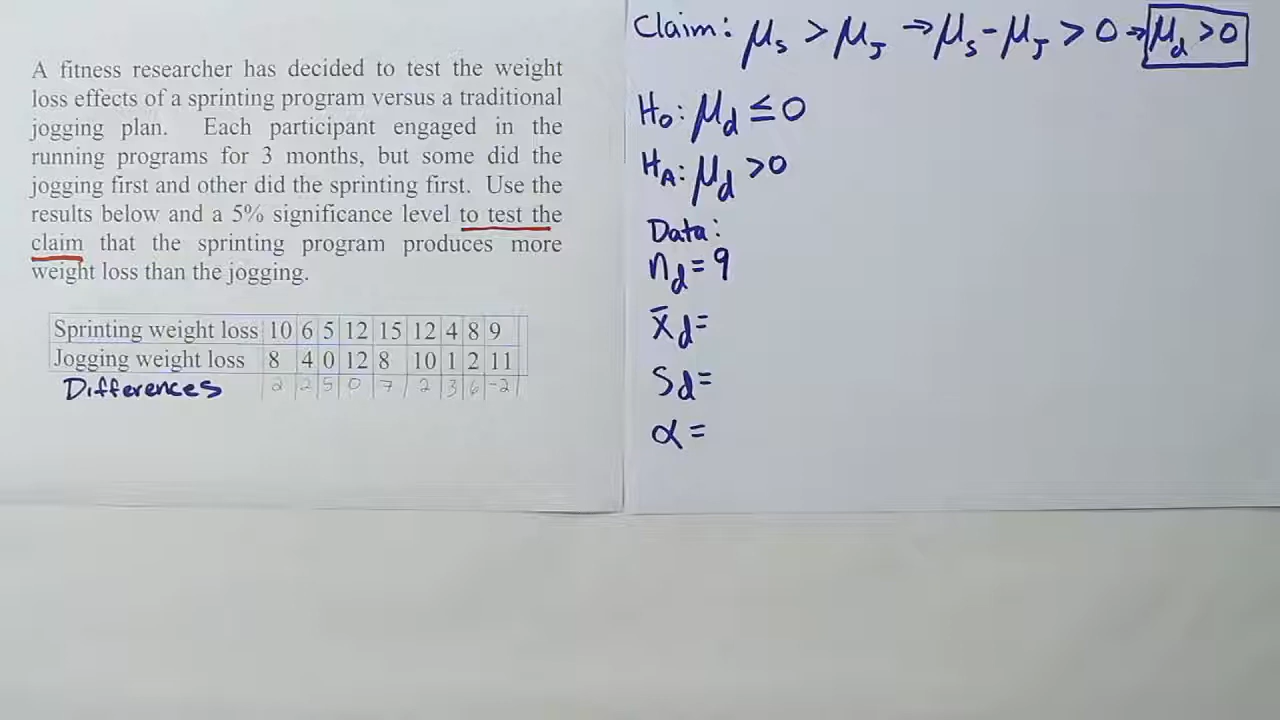 A fitness researcher has decided to test the weight
loss effects of a sprinting program versus a traditional
jogging plan. Each participant engaged in the
running programs for 3 months, but some did the
jogging first and other did the sprinting first. Use the
results below and a 5% significance level to test the
claim that the sprinting program produces more
weight loss than the jogging.
Sprinting weight loss 10 6 5 12 15 12 4 8 9
Jogging weight loss 8 4 0 12 8 10 1 2 11
Differences 2 2 5 0 7 2 3 6 -2
Claim: μs > μJ ⇒ μs - μJ > 0 ⇒ μd > 0
H₀: μd ≤ 0
HA: μd > 0
Data:
nd = 9
x̄d =
sd =
α =